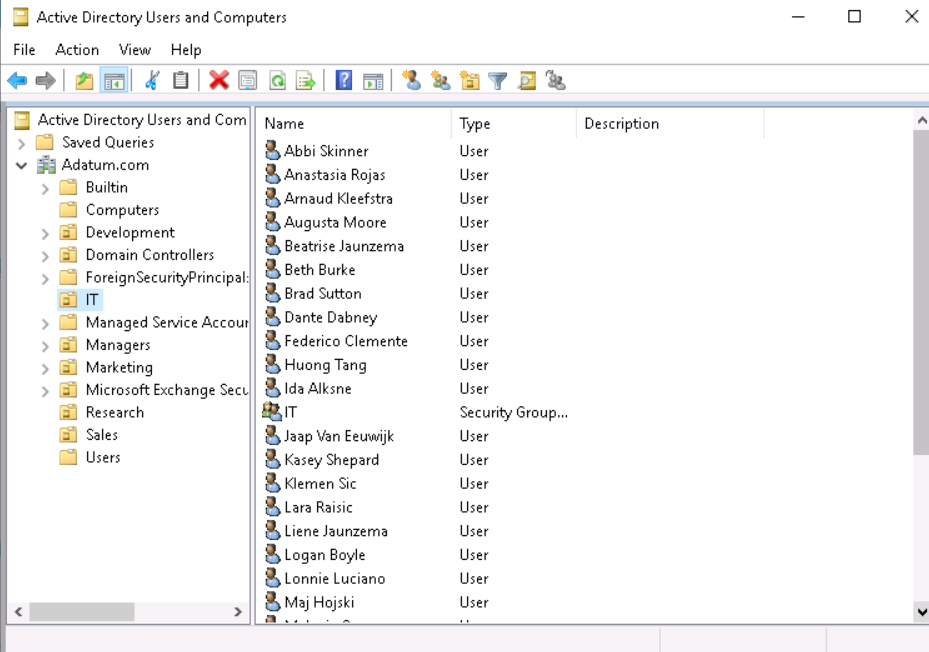 Active Directory Users and Computers
File Action View Help
Active Directory Users and Com
Saved Queries
Adatum.com
Builtin
Computers
Development
Domain Controllers
ForeignSecurityPrincipal
IT
Managed Service Accour
Managers
Marketing
Microsoft Exchange Secu
Research
Sales
Users
Name Type Description
Abbi Skinner User
Anastasia Rojas User
Arnaud Kleefstra User
Augusta Moore User
Beatrise Jaunzema User
Beth Burke User
Brad Sutton User
Dante Dabney User
Federico Clemente User
Huong Tang User
Ida Alksne User
IT Security Group...
Jaap Van Eeuwijk User
Kasey Shepard User
Klemen Sic User
Lara Raisic User
Liene Jaunzema User
Logan Boyle User
Lonnie Luciano User
Maj Hojski User